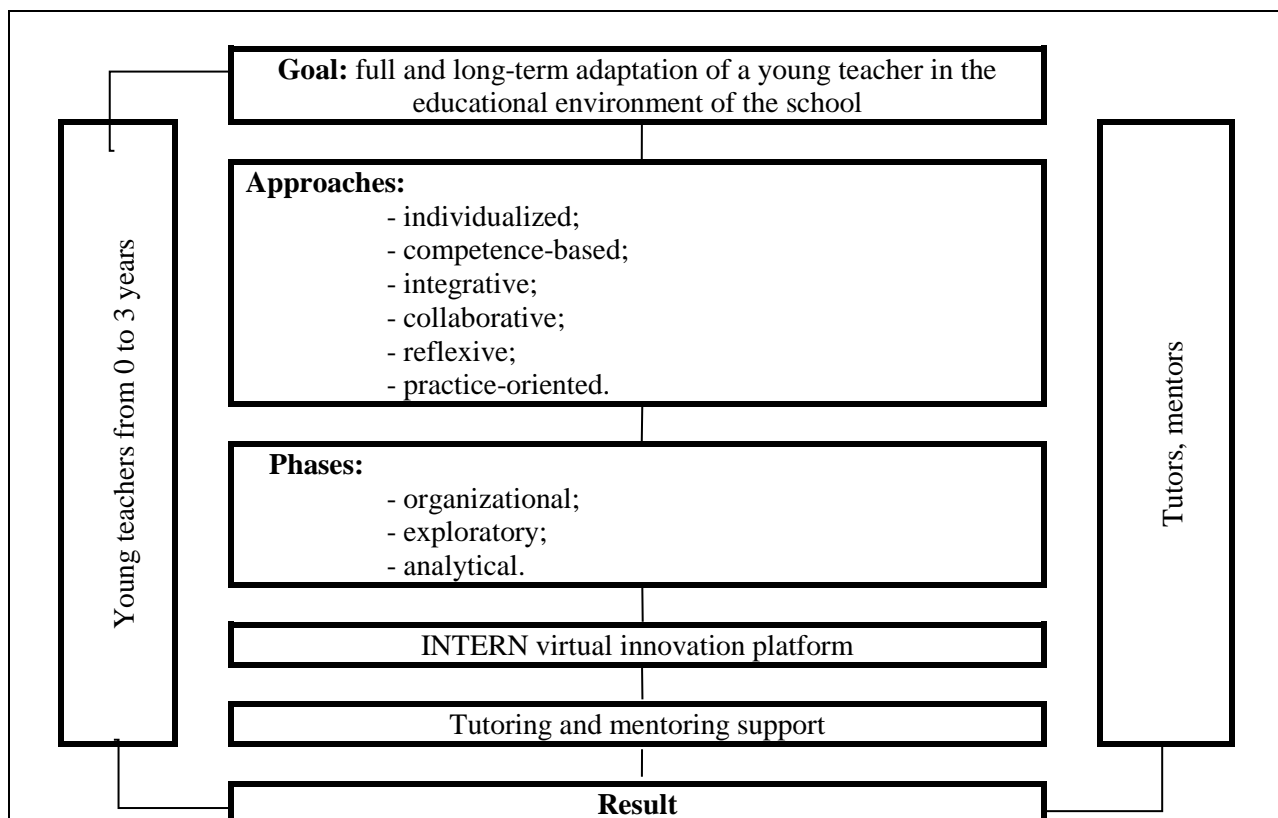 Goal: full and long-term adaptation of a young teacher in the
educational environment of the school
Young teachers from 0 to 3 years
Approaches:
- individualized;
- competence-based;
- integrative;
- collaborative;
- reflexive;
- practice-oriented.
Phases:
- organizational;
- exploratory;
- analytical.
INTERN virtual innovation platform
Tutoring and mentoring support
Tutors, mentors
Result